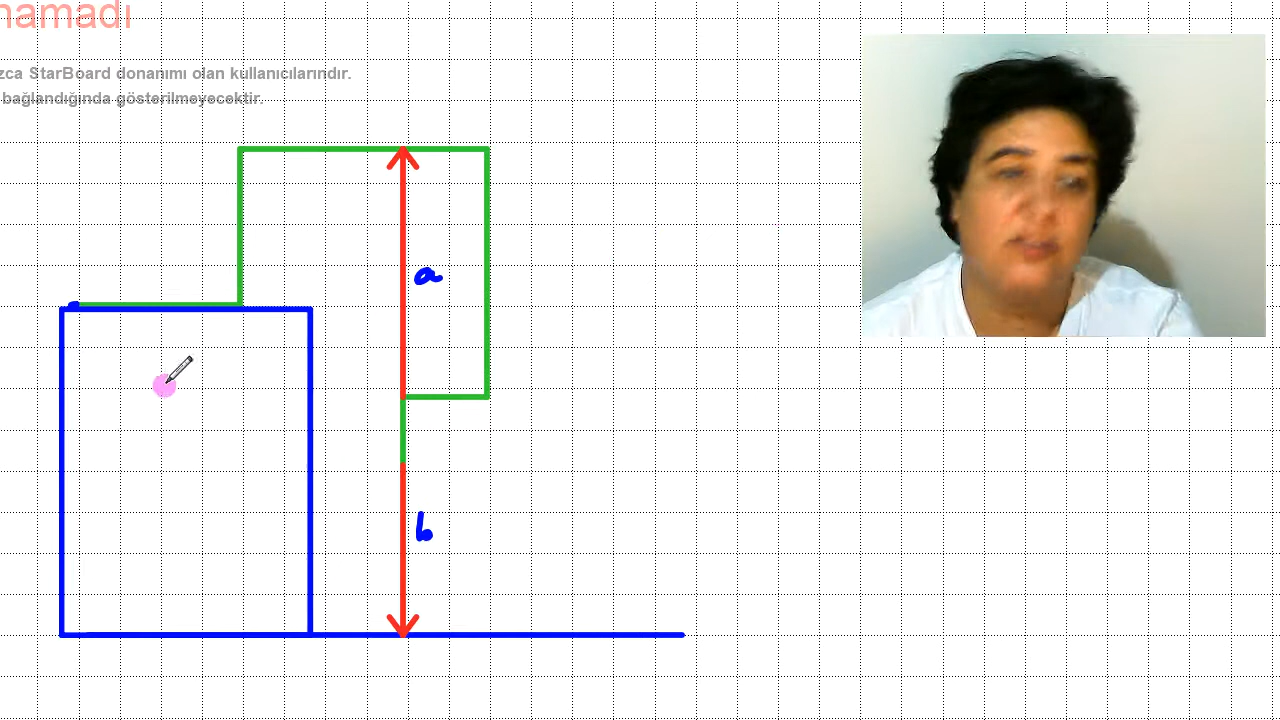 namadı
zca StarBoard donanımı olan kullanıcılarındır.
bağlandığında gösterilmeyecektir.
a
b